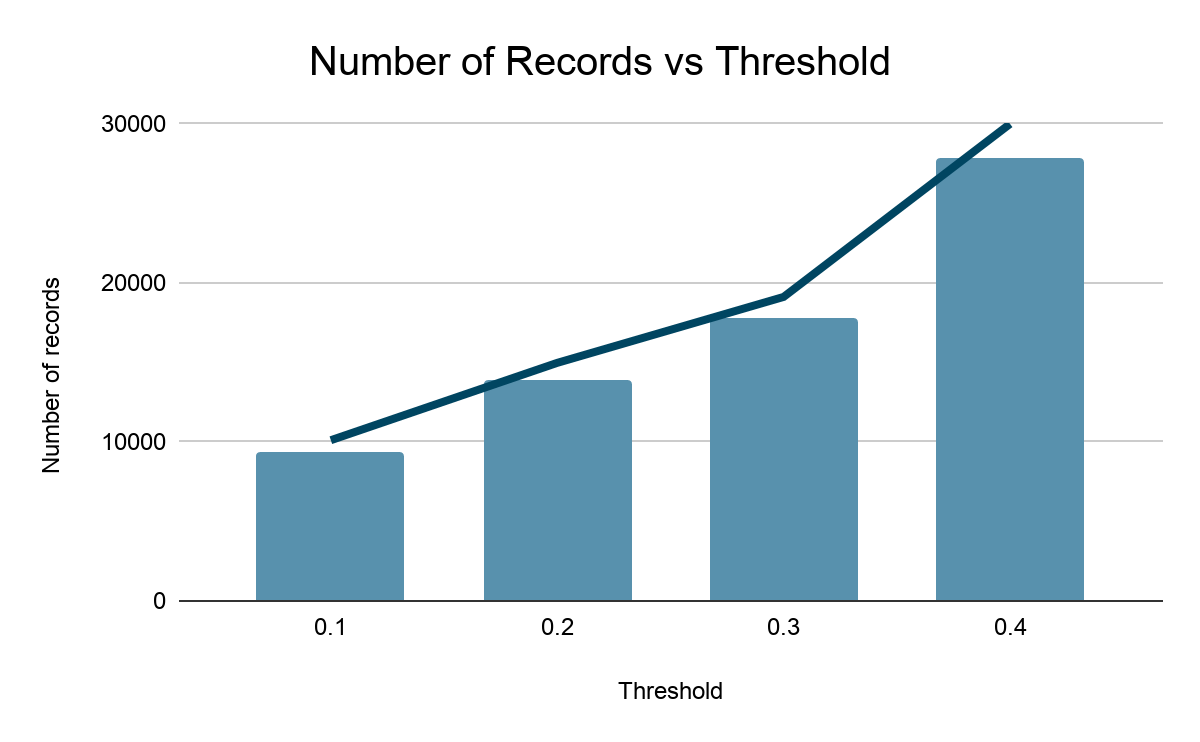 Number of Records vs Threshold
30000
20000
10000
0
Number of records
0.1
0.2
0.3
0.4
Threshold